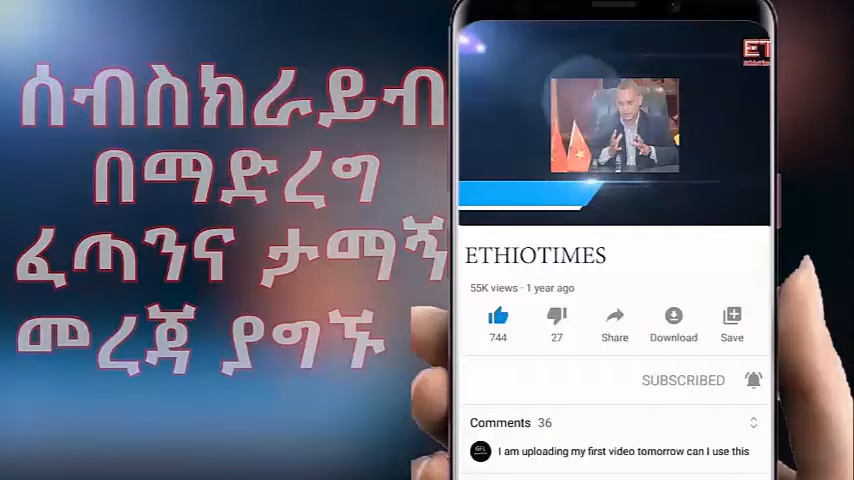 ሰብስክራይብ
በማድረግ
ፈጣንና ታማኝ
መረጃ ያግኙ
ET
ETHIOTIMES
55K views · 1 year ago
744
27
Share
Download
Save
SUBSCRIBED
Comments 36
GFL
I am uploading my first video tomorrow can I use this